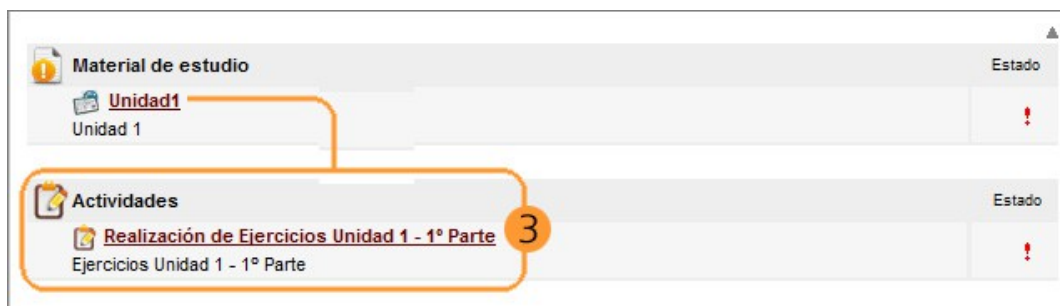 Material de estudio Estado
Unidad1 !
Unidad 1
Actividades Estado
Realización de Ejercicios Unidad 1 - 1º Parte 3 !
Ejercicios Unidad 1 - 1º Parte